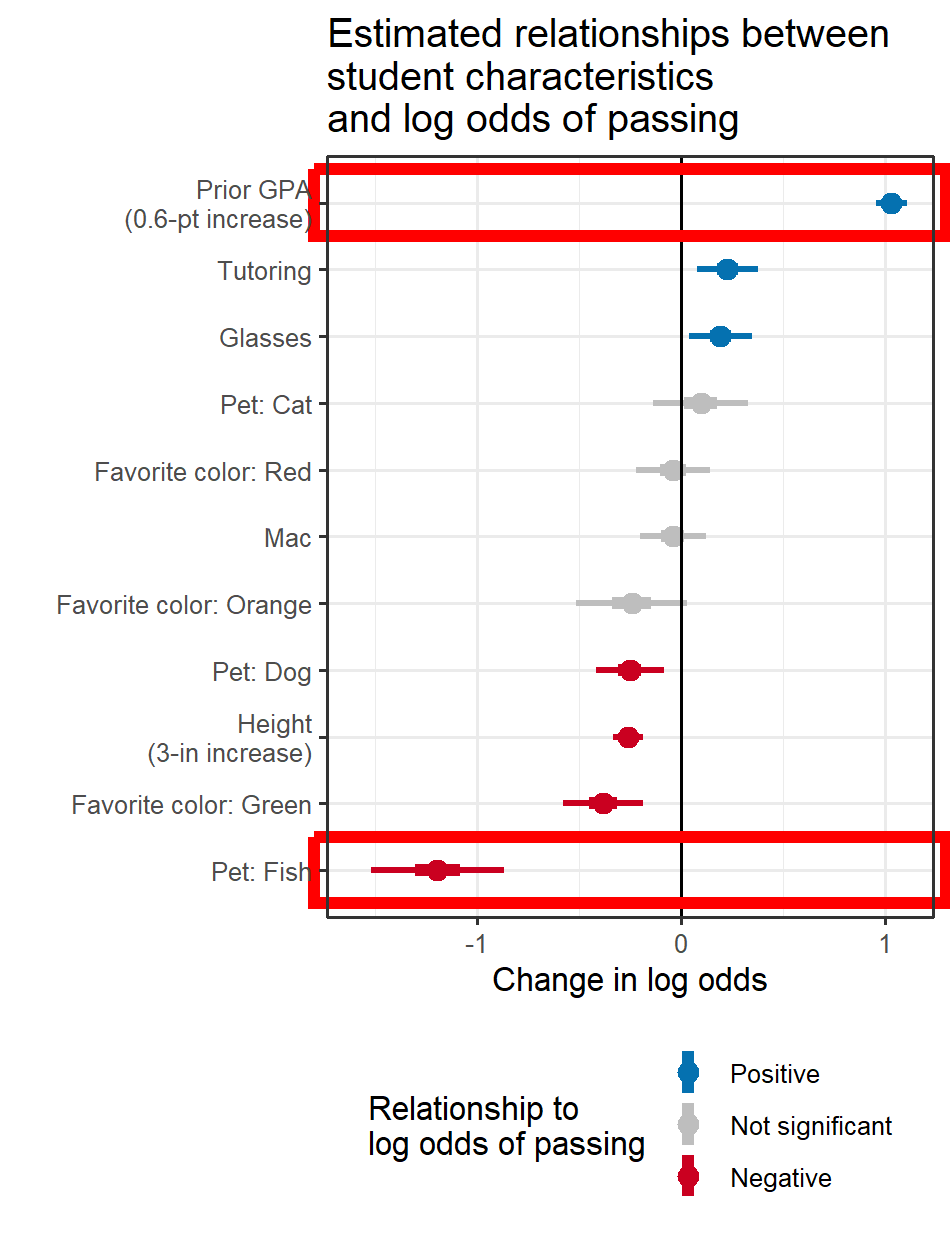 Estimated relationships between
student characteristics
and log odds of passing
Prior GPA
(0.6-pt increase)
Tutoring
Glasses
Pet: Cat
Favorite color: Red
Mac
Favorite color: Orange
Pet: Dog
Height
(3-in increase)
Favorite color: Green
Pet: Fish
-1
0
1
Change in log odds
Relationship to
log odds of passing
Positive
Not significant
Negative